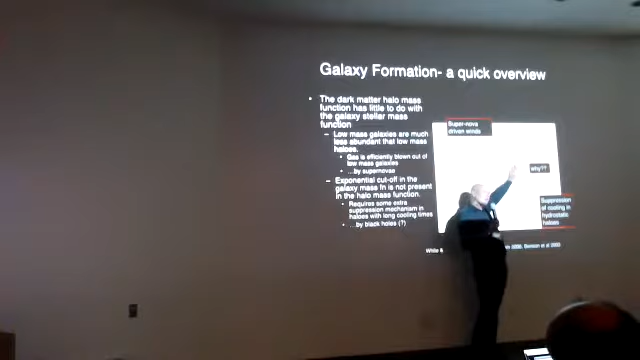 Galaxy Formation- a quick overview
• The dark matter halo mass
function has little to do with
the galaxy stellar mass
function
– Low mass galaxies are much
less abundant that low mass
haloes.
• Gas is efficiently blown out of
low mass galaxies
• ...by supernovae
– Exponential cut-off in the
galaxy mass fn is not present
in the halo mass function.
• Requires some extra
suppression mechanism in
haloes with long cooling times
• ...by black holes (?)
Super-nova
driven winds
why??
Suppression
of cooling in
hydrostatic
haloes
White &